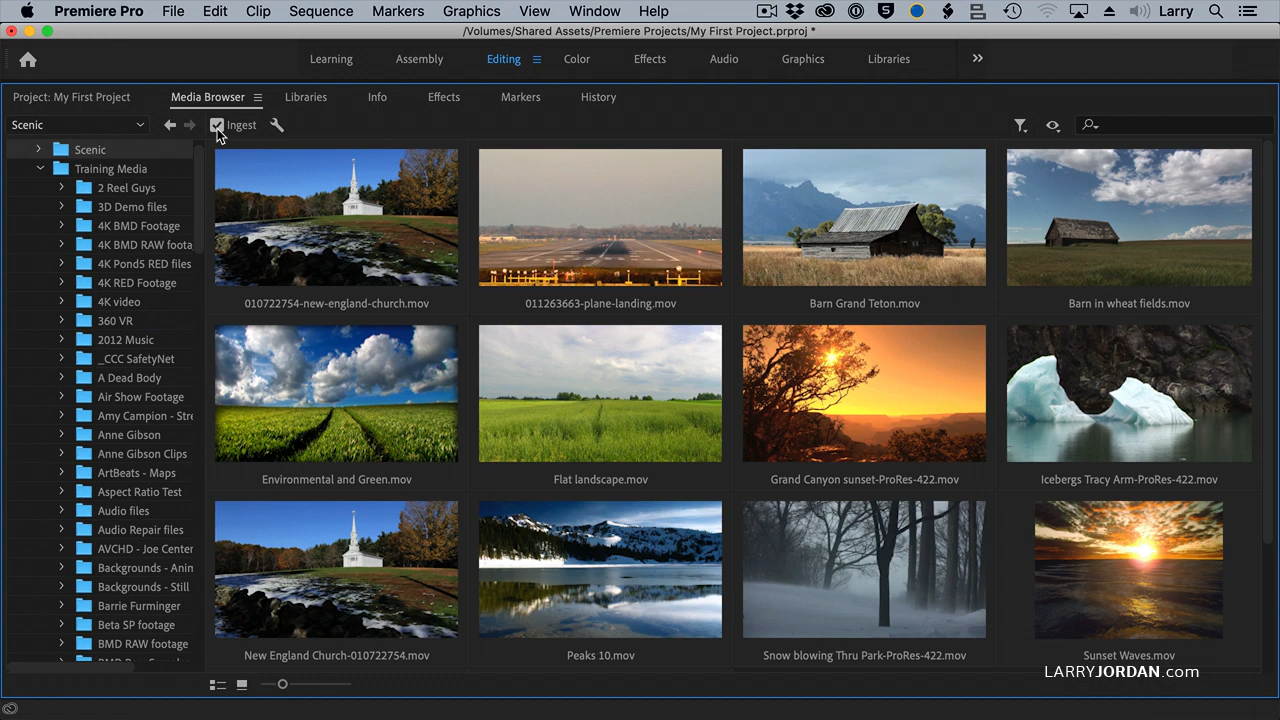 Premiere Pro File Edit Clip Sequence Markers Graphics View Window Help Larry
/Volumes/Shared Assets/Premiere Projects/My First Project.prproj *
Learning Assembly Editing Color Effects Audio Graphics Libraries
Project: My First Project Media Browser Libraries Info Effects Markers History
Scenic Ingest
Scenic
Training Media
2 Reel Guys
3D Demo files
4K BMD Footage
4K BMD RAW foota
4K Pond5 RED files
4K RED Footage
4K video
360 VR
2012 Music
_CCC SafetyNet
A Dead Body
Air Show Footage
Amy Campion - Stre
Anne Gibson
Anne Gibson Clips
ArtBeats - Maps
Aspect Ratio Test
Audio files
Audio Repair files
AVCHD - Joe Center
Backgrounds - Anin
Backgrounds - Still
Barrie Furminger
Beta SP footage
BMD RAW footage
010722754-new-england-church.mov 011263663-plane-landing.mov Barn Grand Teton.mov Barn in wheat fields.mov
Environmental and Green.mov Flat landscape.mov Grand Canyon sunset-ProRes-422.mov Icebergs Tracy Arm-ProRes-422.mov
New England Church-010722754.mov Peaks 10.mov Snow blowing Thru Park-ProRes-422.mov Sunset Waves.mov
LARRYJORDAN.com